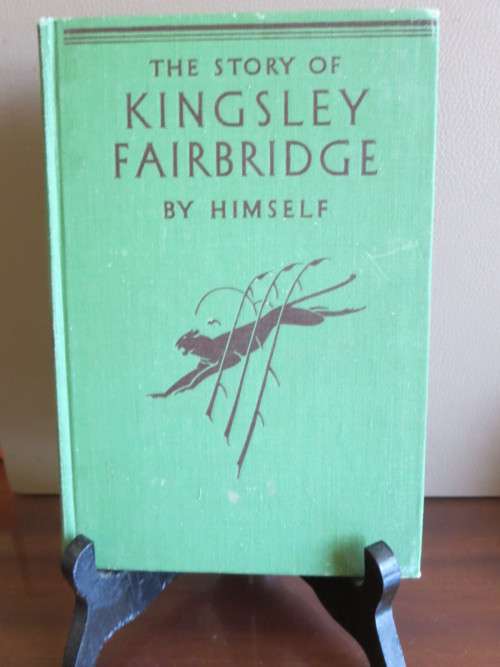 THE STORY OF
KINGSLEY
FAIRBRIDGE
BY HIMSELF